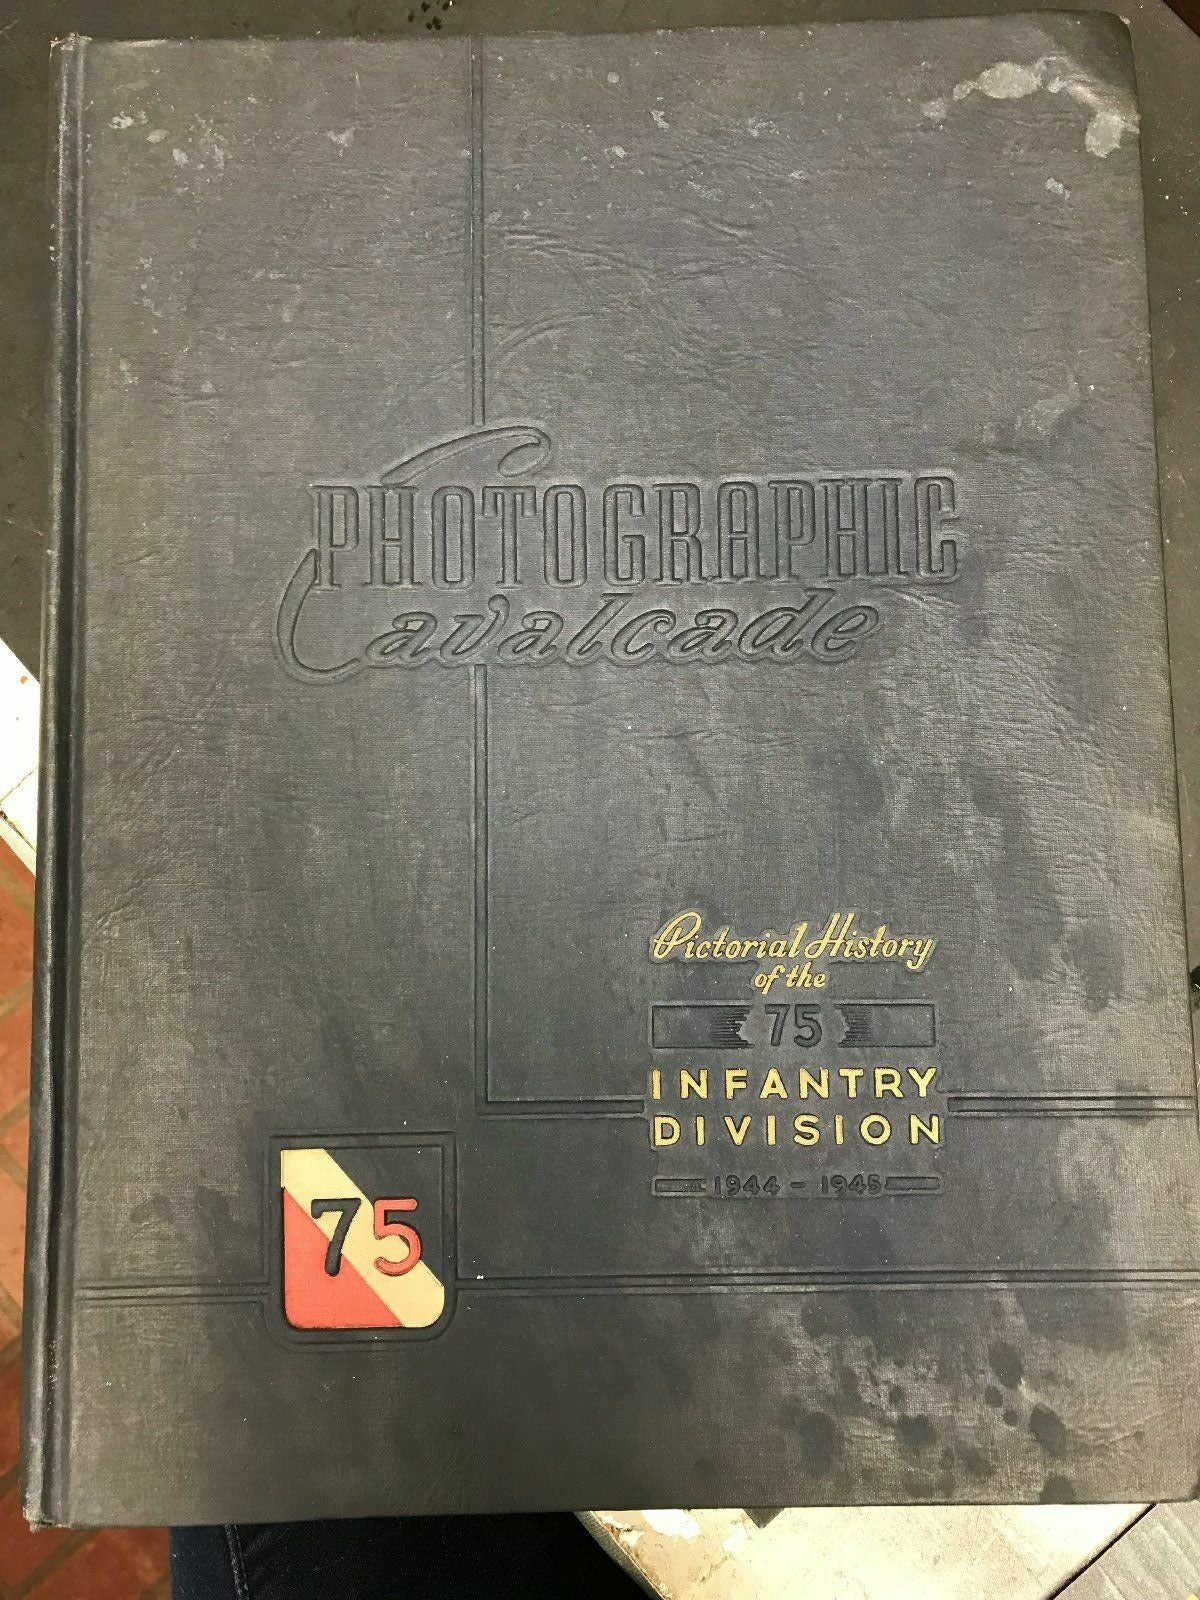 PHOTOGRAPHIC
Cavalcade
Pictorial History
of the
75
INFANTRY
DIVISION
1944 - 1945
75